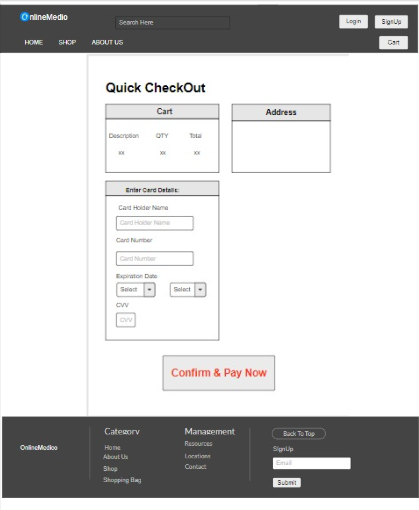 OnlineMedio
Search Here
Login
SignUp
HOME
SHOP
ABOUT US
Cart
Quick CheckOut
Cart
Description QTY Total
xx xx xx
Address
Enter Card Details:
Card Holder Name
Card Holder Name
Card Number
Card Number
Expiration Date
Select Select
CVV
CVV
Confirm & Pay Now
OnlineMedico
Category
Home
About Us
Shop
Shopping Bag
Management
Resources
Locations
Contact
Back To Top
SignUp
Email
Submit